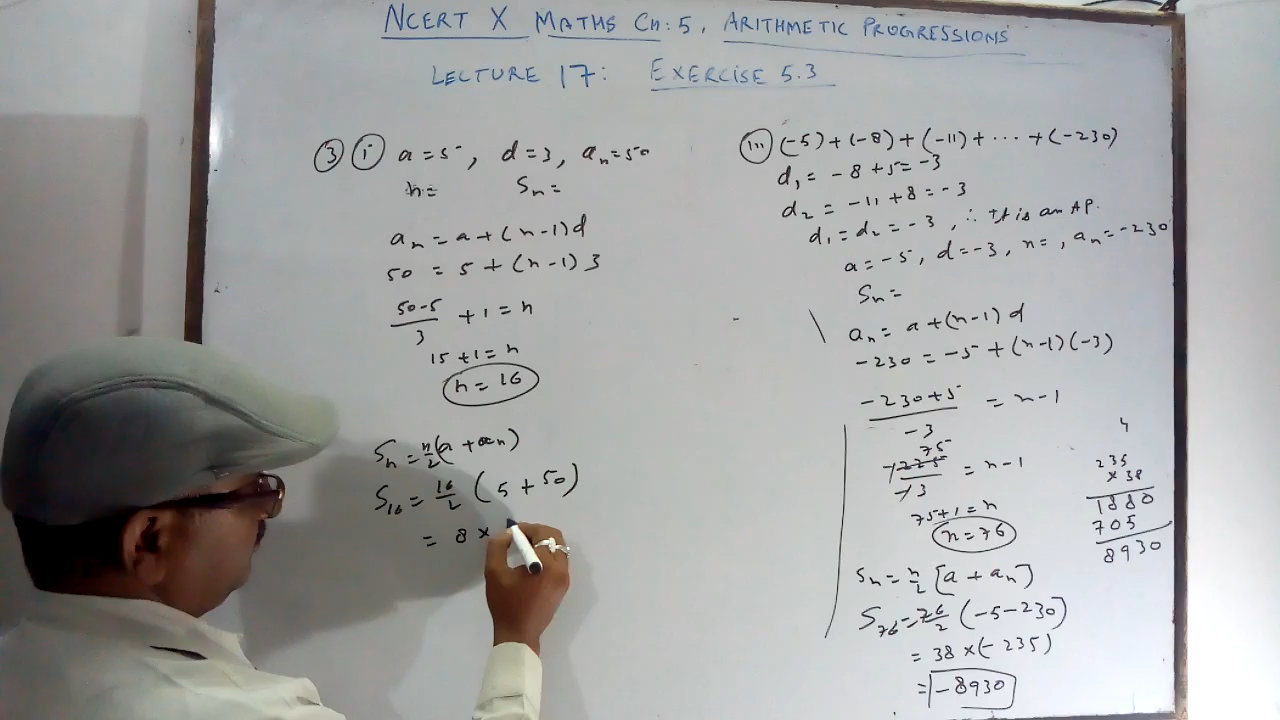 NCERT X MATHS CH: 5, ARITHMETIC PROGRESSIONS
LECTURE 17: EXERCISE 5.3
③ ⓘ a = 5, d = 3, aₙ = 50
n = Sₙ =
aₙ = a + (n-1)d
50 = 5 + (n-1) 3
50-5/3 + 1 = n
15 + 1 = n
n = 16
Sₙ = n/2 (a + aₙ)
S₁₆ = 16/2 (5 + 50)
= 8 ×
(iii) (-5) + (-8) + (-11) + ... + (-230)
d₁ = -8 + 5 = -3
d₂ = -11 + 8 = -3
d₁ = d₂ = -3, ∴ It is an AP.
a = -5, d = -3, n = , aₙ = -230
Sₙ =
aₙ = a + (n-1) d
-230 = -5 + (n-1) (-3)
-230+5/-3 = n-1
75
-225/-3 = n-1
75+1 = n
n = 76
Sₙ = n/2 [a + aₙ]
S₇₆ = 76/2 (-5-230)
= 38 × (-235)
= -8930
4
235
× 38
1880
705
8930